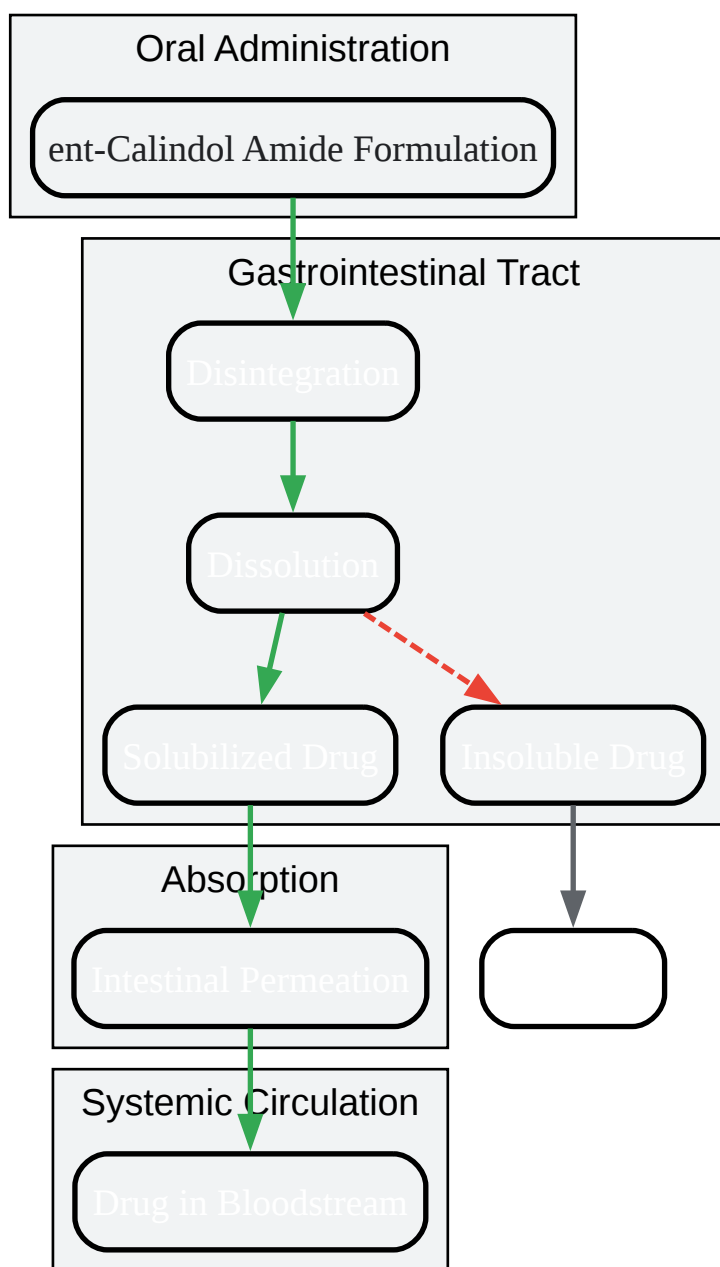 Oral Administration
ent-Calindol Amide Formulation
Gastrointestinal Tract
Disintegration
Dissolution
Solubilized Drug
Insoluble Drug
Absorption
Intestinal Permeation
Systemic Circulation
Drug in Bloodstream